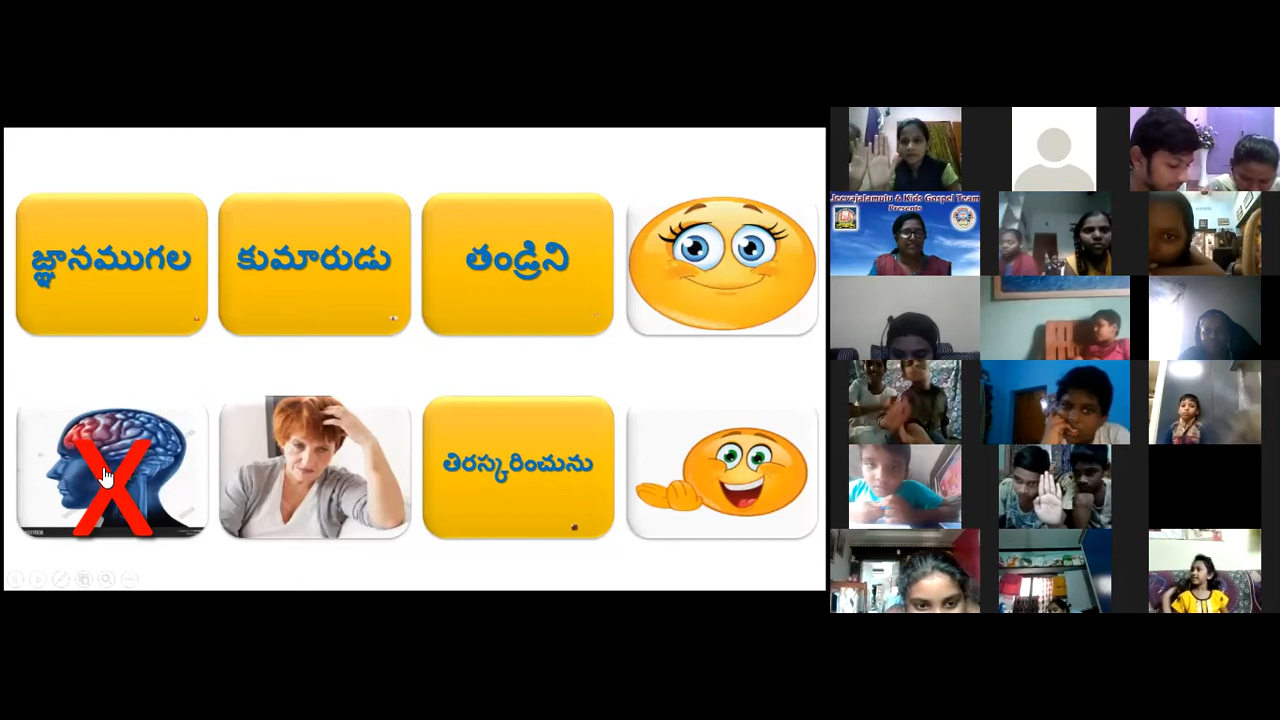 జ్ఞానముగల
కుమారుడు
తండ్రిని
తిరస్కరించును
Jeevajalamulu & Kids Gospel Team
Presents